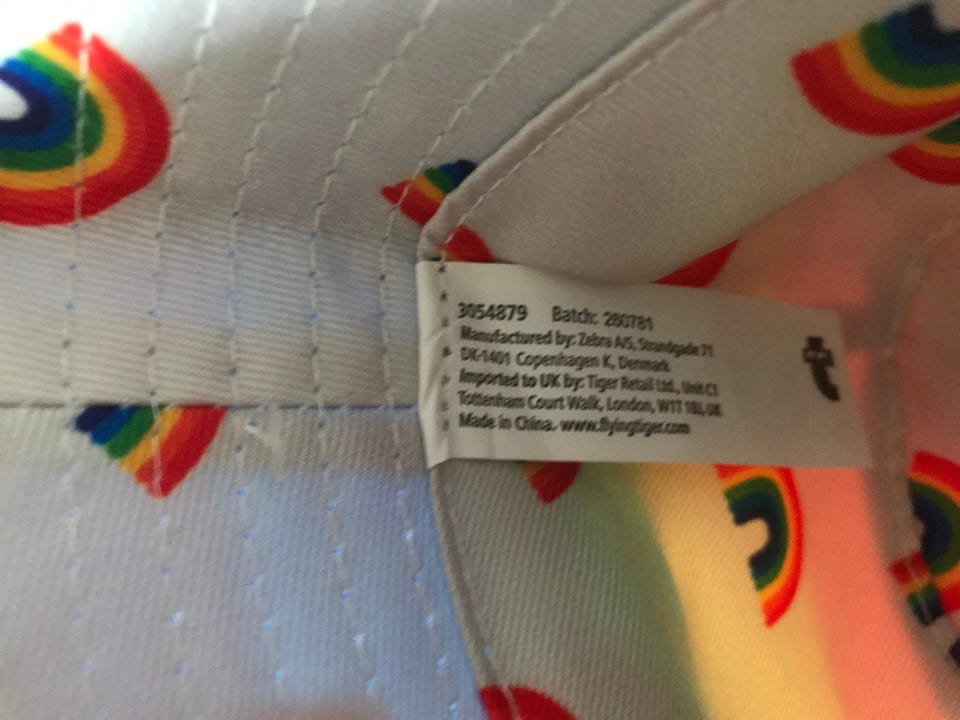 3054879 Batch: 280781
Manufactured by: Zebra A/S, Strandgade 71
DK-1401 Copenhagen K, Denmark
Imported to UK by: Tiger Retail Ltd., Unit C1
Tottenham Court Walk, London, W1T 1BJ, UK
Made in China. www.flyingtiger.com
t